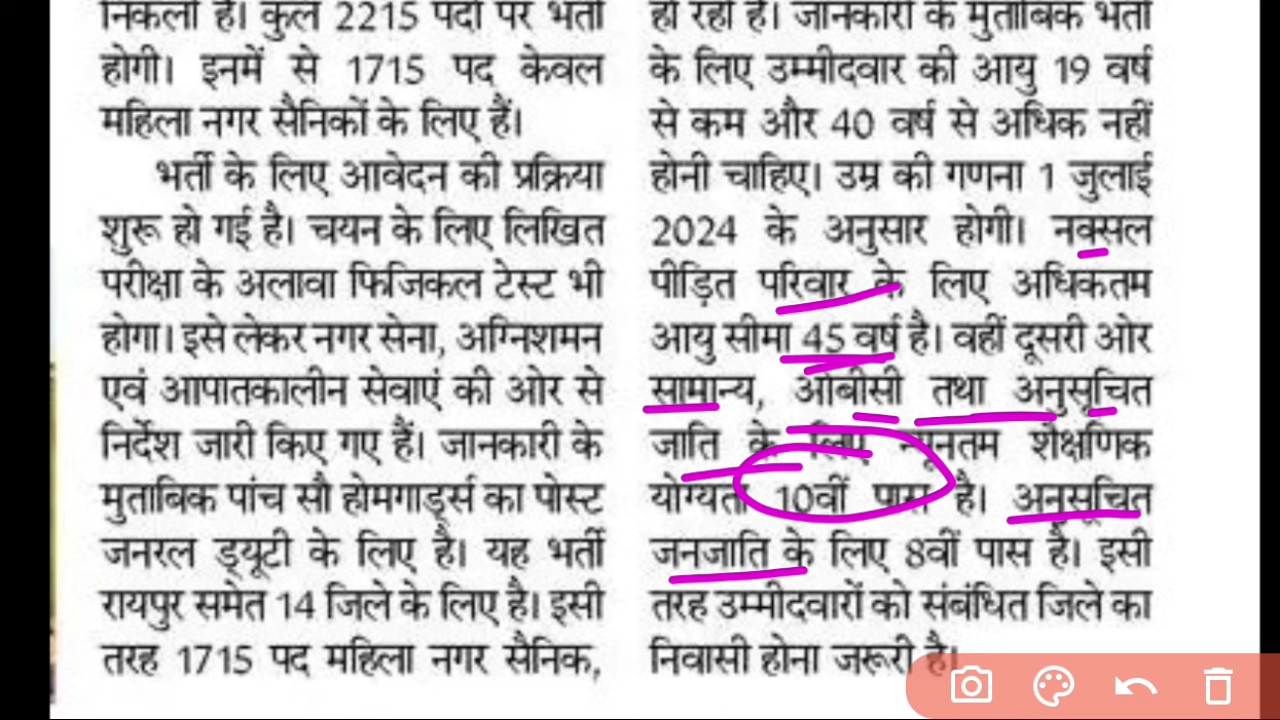 निकली है। कुल 2215 पदों पर भर्ती
होगी। इनमें से 1715 पद केवल
महिला नगर सैनिकों के लिए हैं।
भर्ती के लिए आवेदन की प्रक्रिया
शुरू हो गई है। चयन के लिए लिखित
परीक्षा के अलावा फिजिकल टेस्ट भी
होगा। इसे लेकर नगर सेना, अग्निशमन
एवं आपातकालीन सेवाएं की ओर से
निर्देश जारी किए गए हैं। जानकारी के
मुताबिक पांच सौ होमगार्ड्स का पोस्ट
जनरल ड्यूटी के लिए है। यह भर्ती
रायपुर समेत 14 जिले के लिए है। इसी
तरह 1715 पद महिला नगर सैनिक,
हो रही है। जानकारी के मुताबिक भर्ती
के लिए उम्मीदवार की आयु 19 वर्ष
से कम और 40 वर्ष से अधिक नहीं
होनी चाहिए। उम्र की गणना 1 जुलाई
2024 के अनुसार होगी। नक्सल
पीड़ित परिवार के लिए अधिकतम
आयु सीमा 45 वर्ष है। वहीं दूसरी ओर
सामान्य, ओबीसी तथा अनुसूचित
जाति के लिए न्यूनतम शैक्षणिक
योग्यता 10वीं पास है। अनुसूचित
जनजाति के लिए 8वीं पास है। इसी
तरह उम्मीदवारों को संबंधित जिले का
निवासी होना जरूरी है।